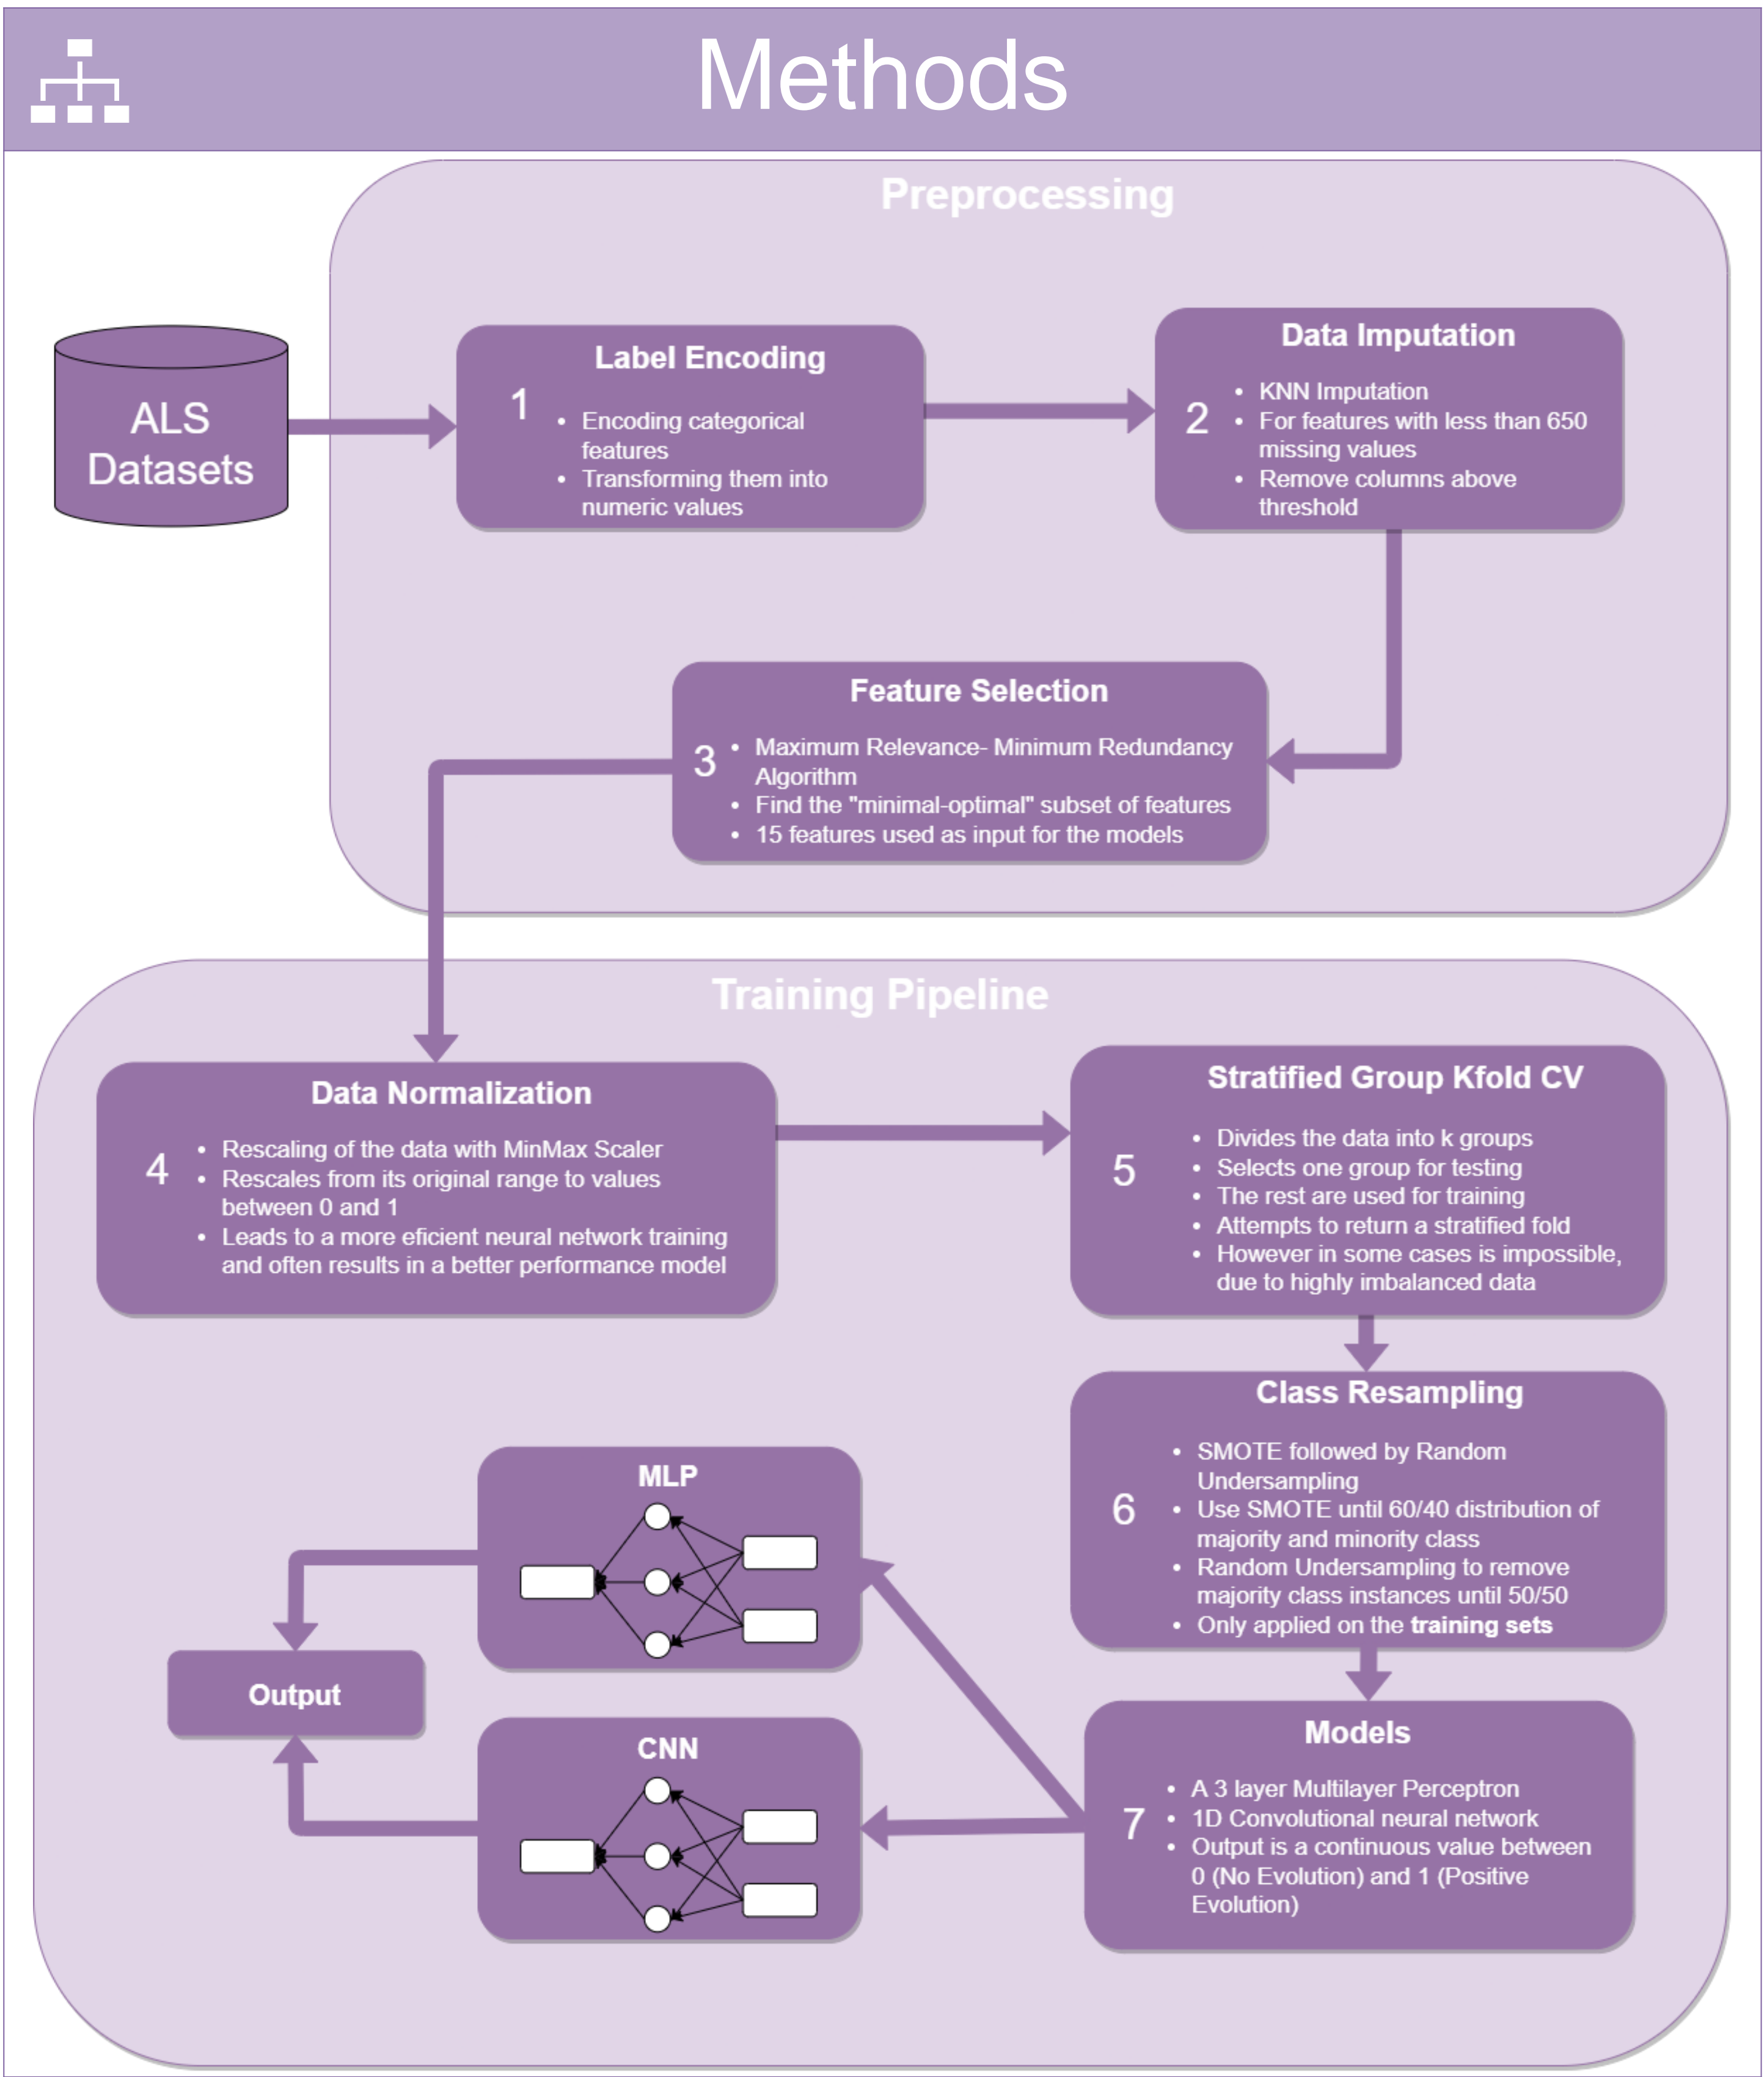 Methods
Preprocessing
ALS
Datasets
Label Encoding
1
• Encoding categorical
features
• Transforming them into
numeric values
Data Imputation
2
• KNN Imputation
• For features with less than 650
missing values
• Remove columns above
threshold
Feature Selection
3
• Maximum Relevance- Minimum Redundancy
Algorithm
• Find the "minimal-optimal" subset of features
• 15 features used as input for the models
Training Pipeline
Data Normalization
4
• Rescaling of the data with MinMax Scaler
• Rescales from its original range to values
between 0 and 1
• Leads to a more eficient neural network training
and often results in a better performance model
Stratified Group Kfold CV
5
• Divides the data into k groups
• Selects one group for testing
• The rest are used for training
• Attempts to return a stratified fold
• However in some cases is impossible,
due to highly imbalanced data
Class Resampling
6
• SMOTE followed by Random
Undersampling
• Use SMOTE until 60/40 distribution of
majority and minority class
• Random Undersampling to remove
majority class instances until 50/50
• Only applied on the training sets
Models
7
• A 3 layer Multilayer Perceptron
• 1D Convolutional neural network
• Output is a continuous value between
0 (No Evolution) and 1 (Positive
Evolution)
MLP
CNN
Output